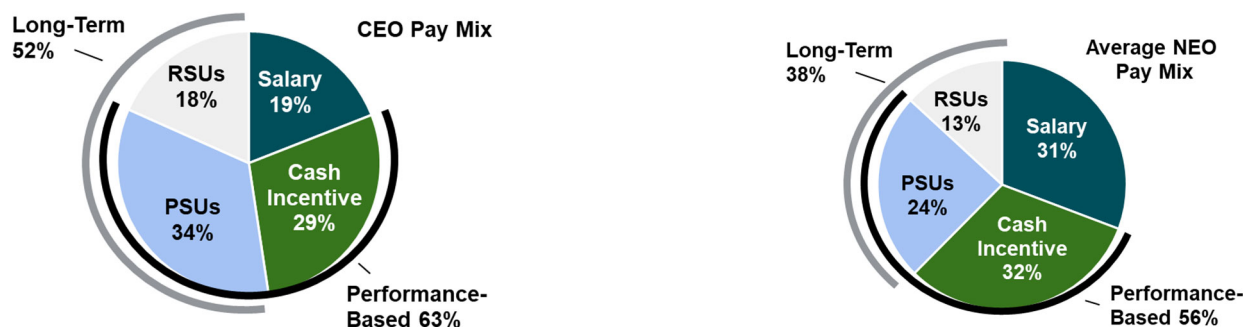 Long-Term
52%
CEO Pay Mix
RSUs
18%
Salary
19%
PSUs
34%
Cash
Incentive
29%
Performance-
Based 63%
Long-Term
38%
Average NEO
Pay Mix
RSUs
13%
Salary
31%
PSUs
24%
Cash
Incentive
32%
Performance-
Based 56%